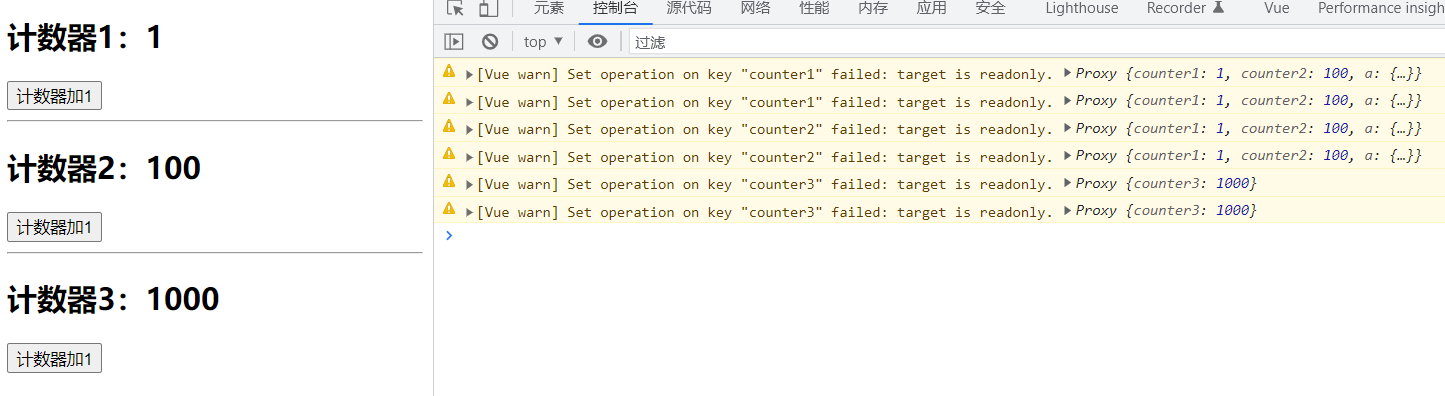 计数器1：1
计数器加1
计数器2：100
计数器加1
计数器3：1000
计数器加1
元素 控制台 源代码 网络 性能 内存 应用 安全 Lighthouse Recorder Vue Performance insigh
top ▼ 过滤
▶[Vue warn] Set operation on key "counter1" failed: target is readonly. ▶Proxy {counter1: 1, counter2: 100, a: {…}}
▶[Vue warn] Set operation on key "counter1" failed: target is readonly. ▶Proxy {counter1: 1, counter2: 100, a: {…}}
▶[Vue warn] Set operation on key "counter2" failed: target is readonly. ▶Proxy {counter1: 1, counter2: 100, a: {…}}
▶[Vue warn] Set operation on key "counter2" failed: target is readonly. ▶Proxy {counter1: 1, counter2: 100, a: {…}}
▶[Vue warn] Set operation on key "counter3" failed: target is readonly. ▶Proxy {counter3: 1000}
▶[Vue warn] Set operation on key "counter3" failed: target is readonly. ▶Proxy {counter3: 1000}